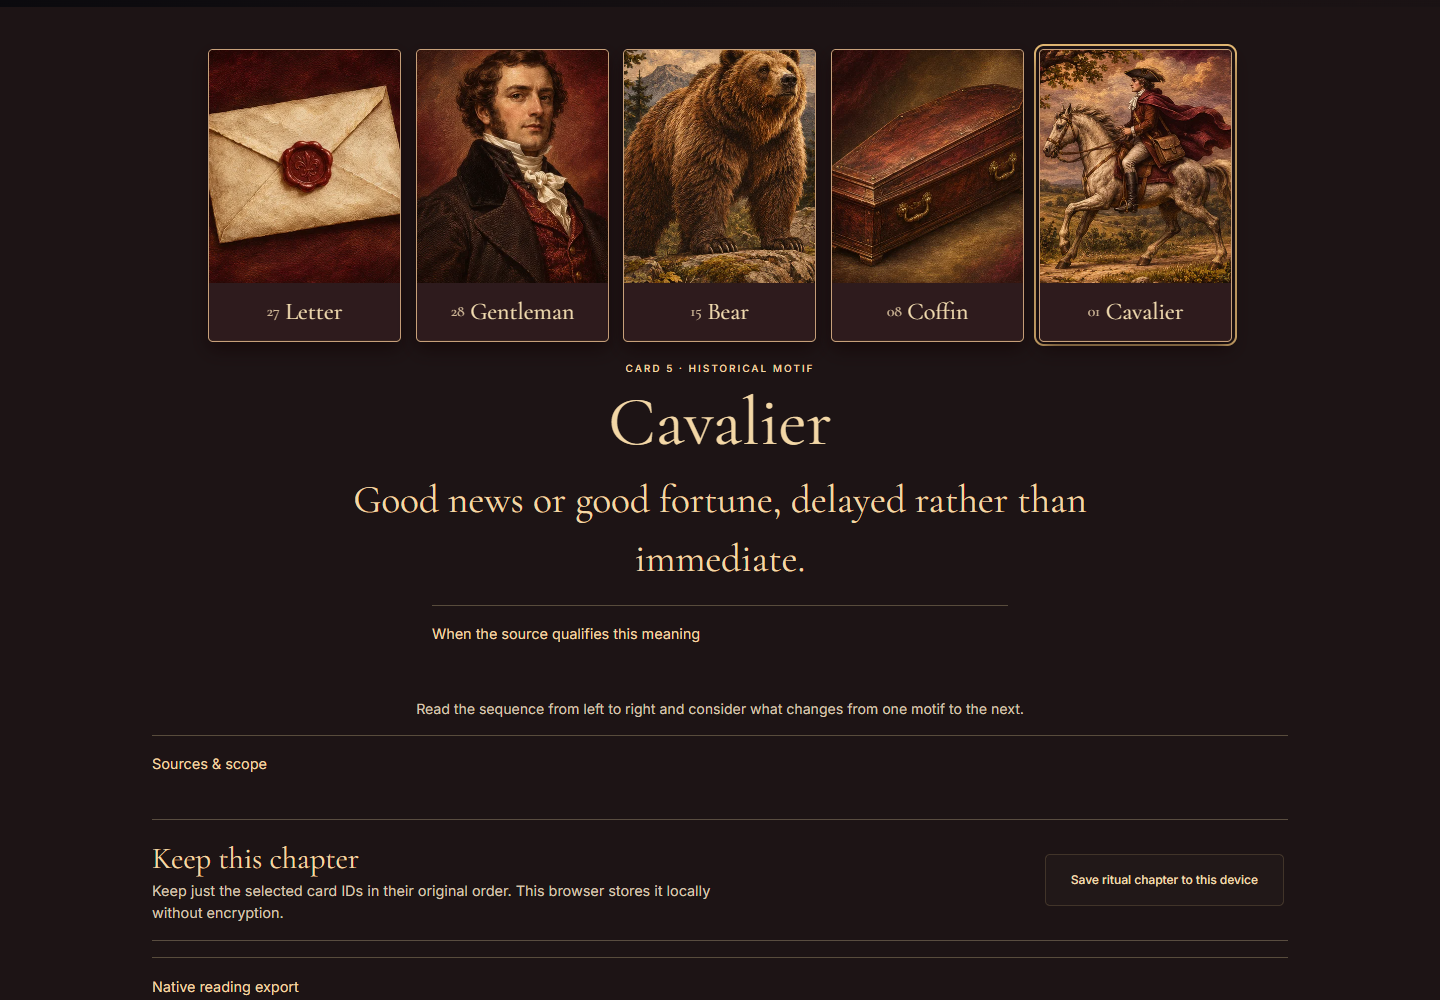 27 Letter
28 Gentleman
15 Bear
08 Coffin
01 Cavalier
CARD 5 · HISTORICAL MOTIF
Cavalier
Good news or good fortune, delayed rather than
immediate.
When the source qualifies this meaning
Read the sequence from left to right and consider what changes from one motif to the next.
Sources & scope
Keep this chapter
Keep just the selected card IDs in their original order. This browser stores it locally
without encryption.
Save ritual chapter to this device
Native reading export